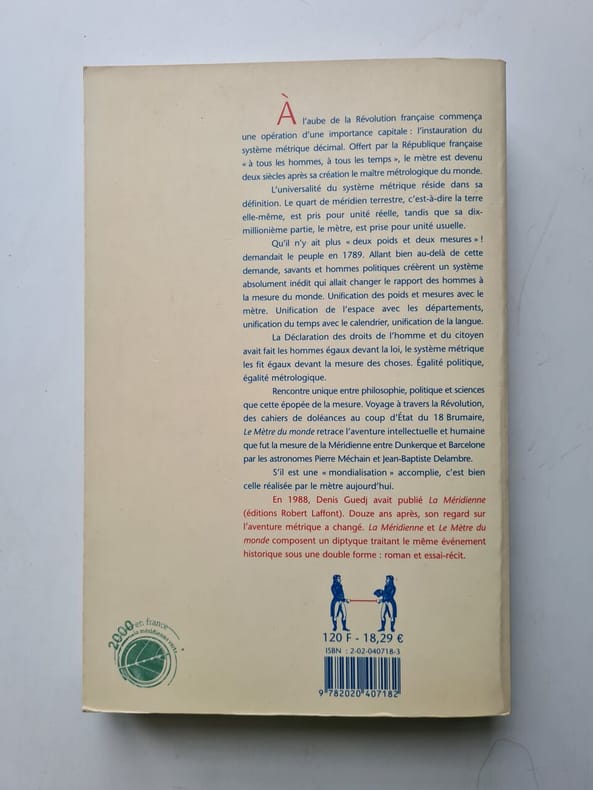 À l'aube de la Révolution française commença
une opération d'une importance capitale : l'instauration du
système métrique décimal. Offert par la République française
« à tous les hommes, à tous les temps », le mètre est devenu
deux siècles après sa création le maître métrologique du monde.
L'universalité du système métrique réside dans sa
définition. Le quart de méridien terrestre, c'est-à-dire la terre
elle-même, est pris pour unité réelle, tandis que sa dix-
millionième partie, le mètre, est prise pour unité usuelle.
Qu'il n'y ait plus « deux poids et deux mesures » !
demandait le peuple en 1789. Allant bien au-delà de cette
demande, savants et hommes politiques créèrent un système
absolument inédit qui allait changer le rapport des hommes à
la mesure du monde. Unification des poids et mesures avec le
mètre. Unification de l'espace avec les départements,
unification du temps avec le calendrier, unification de la langue.
La Déclaration des droits de l'homme et du citoyen
avait fait les hommes égaux devant la loi, le système métrique
les fit égaux devant la mesure des choses. Égalité politique,
égalité métrologique.
Rencontre unique entre philosophie, politique et sciences
que cette épopée de la mesure. Voyage à travers la Révolution,
des cahiers de doléances au coup d'État du 18 Brumaire,
Le Mètre du monde retrace l'aventure intellectuelle et humaine
que fut la mesure de la Méridienne entre Dunkerque et Barcelone
par les astronomes Pierre Méchain et Jean-Baptiste Delambre.
S'il est une « mondialisation » accomplie, c'est bien
celle réalisée par le mètre aujourd'hui.
En 1988, Denis Guedj avait publié La Méridienne
(éditions Robert Laffont). Douze ans après, son regard sur
l'aventure métrique a changé. La Méridienne et Le Mètre du
monde composent un diptyque traitant le même événement
historique sous une double forme : roman et essai-récit.
120 F - 18,29 €
ISBN : 2-02-040718-3
9 782020 407182
2000 en france
la méridienne verte